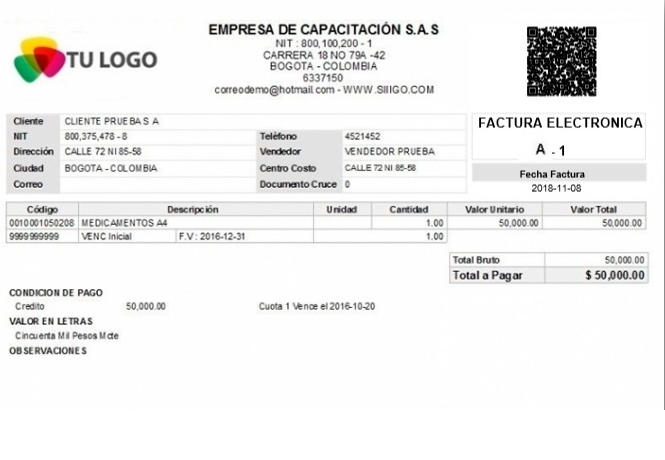 TU LOGO
EMPRESA DE CAPACITACIÓN S.A.S
NIT : 800,100,200 - 1
CARRERA 18 NO 79A -42
BOGOTA - COLOMBIA
6337150
correodemo@hotmail.com - WWW.SIIIGO.COM
Cliente CLIENTE PRUEBA S A
NIT 800,375,478 - 8 Teléfono 4521452
Dirección CALLE 72 NI 85-58 Vendedor VENDEDOR PRUEBA
Ciudad BOGOTA - COLOMBIA Centro Costo CALLE 72 NI 85-58
Correo Documento Cruce 0
FACTURA ELECTRONICA
A - 1
Fecha Factura
2018-11-08
Código Descripción Unidad Cantidad Valor Unitario Valor Total
0010001050208 MEDICAMENTOS A4 1.00 50,000.00 50,000.00
9999999999 VENC Inicial F.V : 2016-12-31 1.00
Total Bruto 50,000.00
Total a Pagar $ 50,000.00
CONDICION DE PAGO
Credito 50,000.00 Cuota 1 Vence el 2016-10-20
VALOR EN LETRAS
Cincuenta Mil Pesos Mcte
OBSERVACIONES